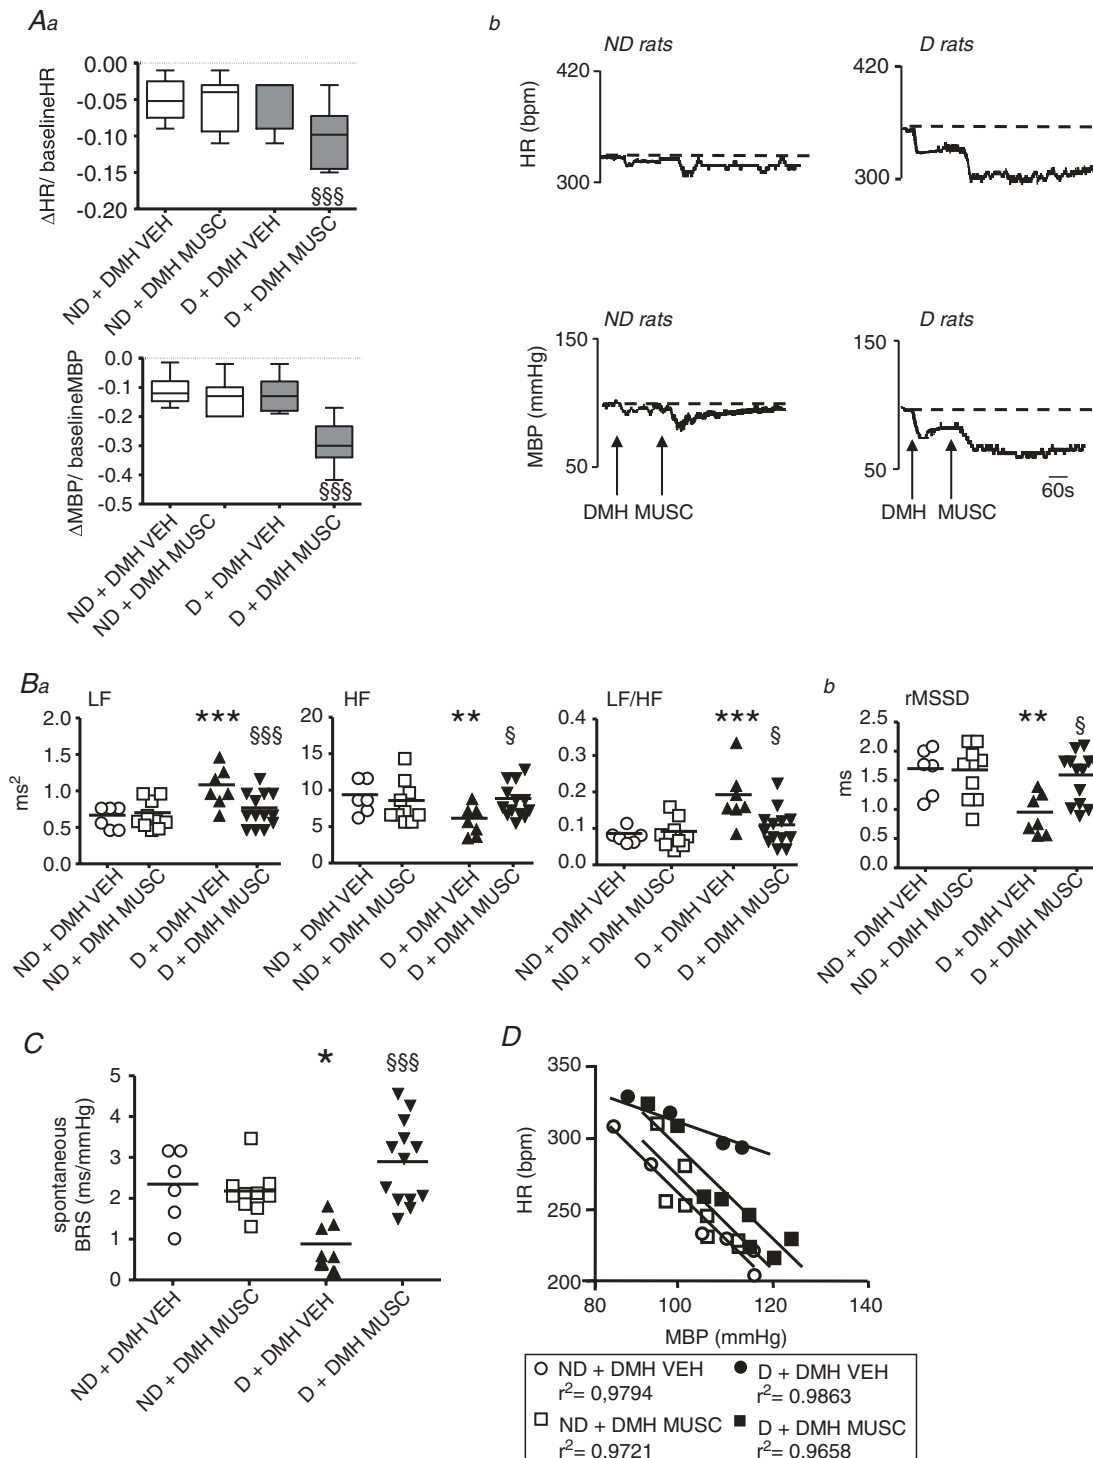 Aa
0.00
-0.05
-0.10
-0.15
-0.20
ΔHR/ baselineHR
§§§
ND + DMH VEH
ND + DMH MUSC
D + DMH VEH
D + DMH MUSC
0.0
-0.1
-0.2
-0.3
-0.4
-0.5
ΔMBP/ baselineMBP
§§§
ND + DMH VEH
ND + DMH MUSC
D + DMH VEH
D + DMH MUSC
b
ND rats
D rats
420
300
HR (bpm)
420
300
ND rats
D rats
150
50
MBP (mmHg)
150
50
DMH MUSC
DMH MUSC
60s
Ba
LF
2.0
1.5
1.0
0.5
0.0
ms²
***
§§§
ND + DMH VEH
ND + DMH MUSC
D + DMH VEH
D + DMH MUSC
HF
20
15
10
5
0
**
§
ND + DMH VEH
ND + DMH MUSC
D + DMH VEH
D + DMH MUSC
LF/HF
0.4
0.3
0.2
0.1
0.0
***
§
ND + DMH VEH
ND + DMH MUSC
D + DMH VEH
D + DMH MUSC
b
rMSSD
2.5
2.0
1.5
1.0
0.5
0.0
ms
**
§
ND + DMH VEH
ND + DMH MUSC
D + DMH VEH
D + DMH MUSC
C
5
4
3
2
1
0
spontaneous
BRS (ms/mmHg)
*
§§§
ND + DMH VEH
ND + DMH MUSC
D + DMH VEH
D + DMH MUSC
D
350
300
250
200
HR (bpm)
80
100
120
140
MBP (mmHg)
ND + DMH VEH
r²= 0,9794
D + DMH VEH
r²= 0.9863
ND + DMH MUSC
r²= 0.9721
D + DMH MUSC
r²= 0.9658